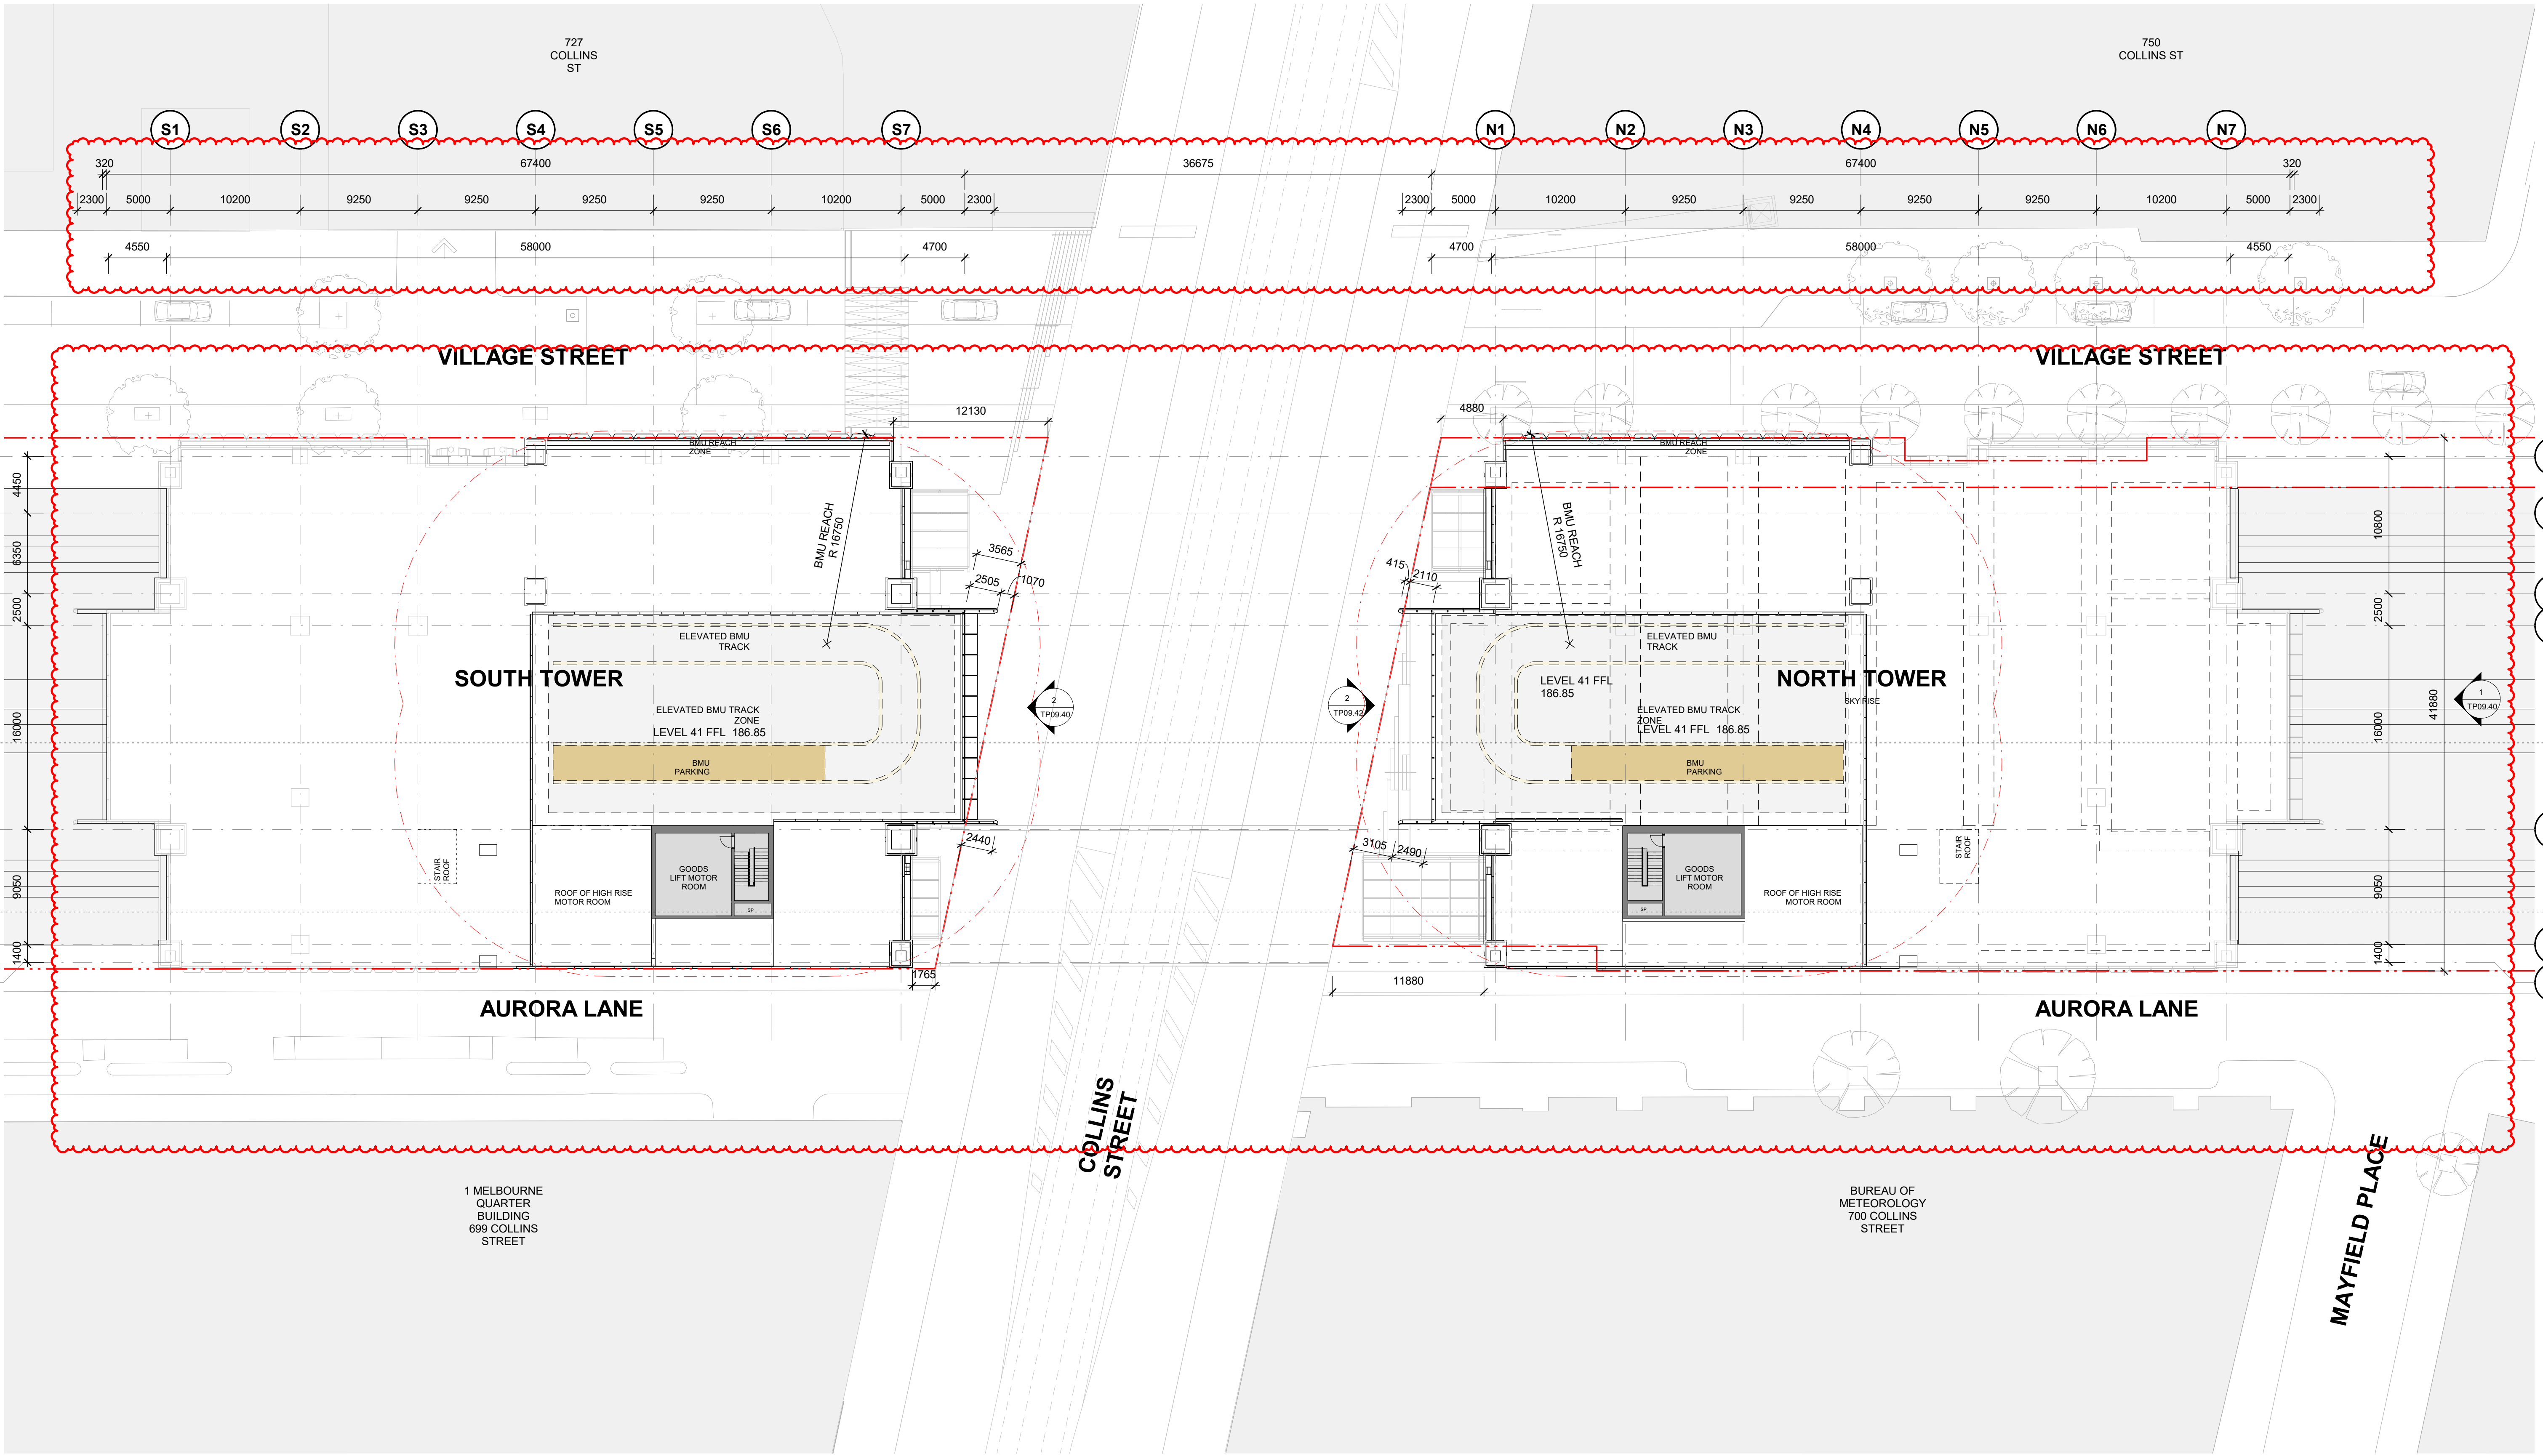 727
COLLINS
ST
750
COLLINS ST
S1
S2
S3
S4
S5
S6
S7
N1
N2
N3
N4
N5
N6
N7
320
67400
36675
67400
320
2300
5000
10200
9250
9250
9250
9250
10200
5000
2300
2300
5000
10200
9250
9250
9250
9250
10200
5000
2300
4550
58000
4700
4700
58000
4550
VILLAGE STREET
VILLAGE STREET
12130
4880
BMU REACH
ZONE
BMU REACH
ZONE
4450
6350
2500
16000
9050
1400
BMU REACH
R 16750
BMU REACH
R 16750
3565
2505
1070
415
2110
10800
2500
16000
9050
1400
41880
ELEVATED BMU
TRACK
ELEVATED BMU
TRACK
SOUTH TOWER
NORTH TOWER
LEVEL 41 FFL
186.85
SKY RISE
2
TP09.40
2
TP09.42
1
TP09.40
ELEVATED BMU TRACK
ZONE
LEVEL 41 FFL 186.85
ELEVATED BMU TRACK
ZONE
LEVEL 41 FFL 186.85
BMU
PARKING
BMU
PARKING
2440
3105
2490
STAIR
ROOF
STAIR
ROOF
GOODS
LIFT MOTOR
ROOM
GOODS
LIFT MOTOR
ROOM
ROOF OF HIGH RISE
MOTOR ROOM
ROOF OF HIGH RISE
MOTOR ROOM
SP
SP
1765
11880
AURORA LANE
AURORA LANE
COLLINS
STREET
MAYFIELD PLACE
1 MELBOURNE
QUARTER
BUILDING
699 COLLINS
STREET
BUREAU OF
METEOROLOGY
700 COLLINS
STREET